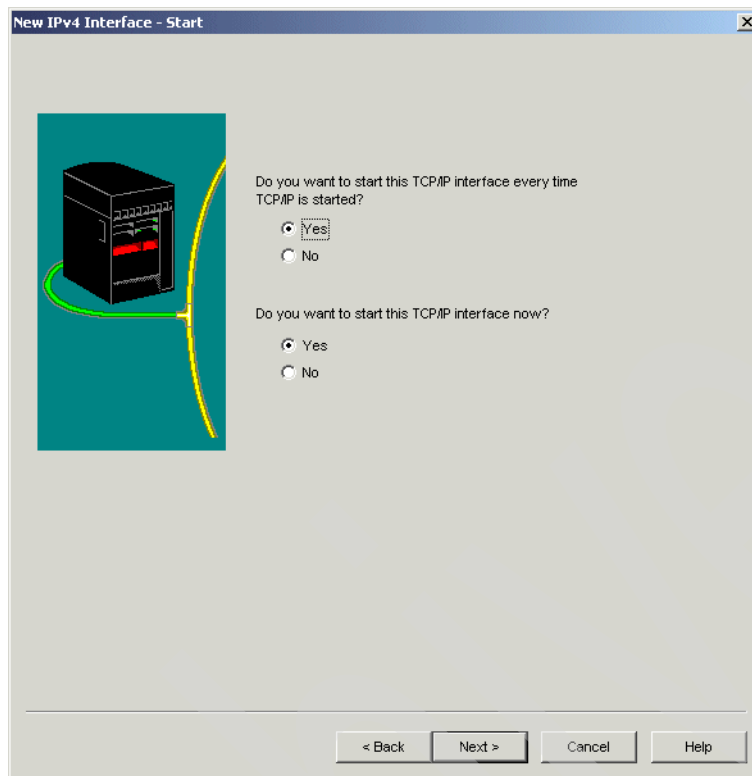 New IPv4 Interface - Start
Do you want to start this TCP/IP interface every time
TCP/IP is started?
Yes
No
Do you want to start this TCP/IP interface now?
Yes
No
< Back
Next >
Cancel
Help